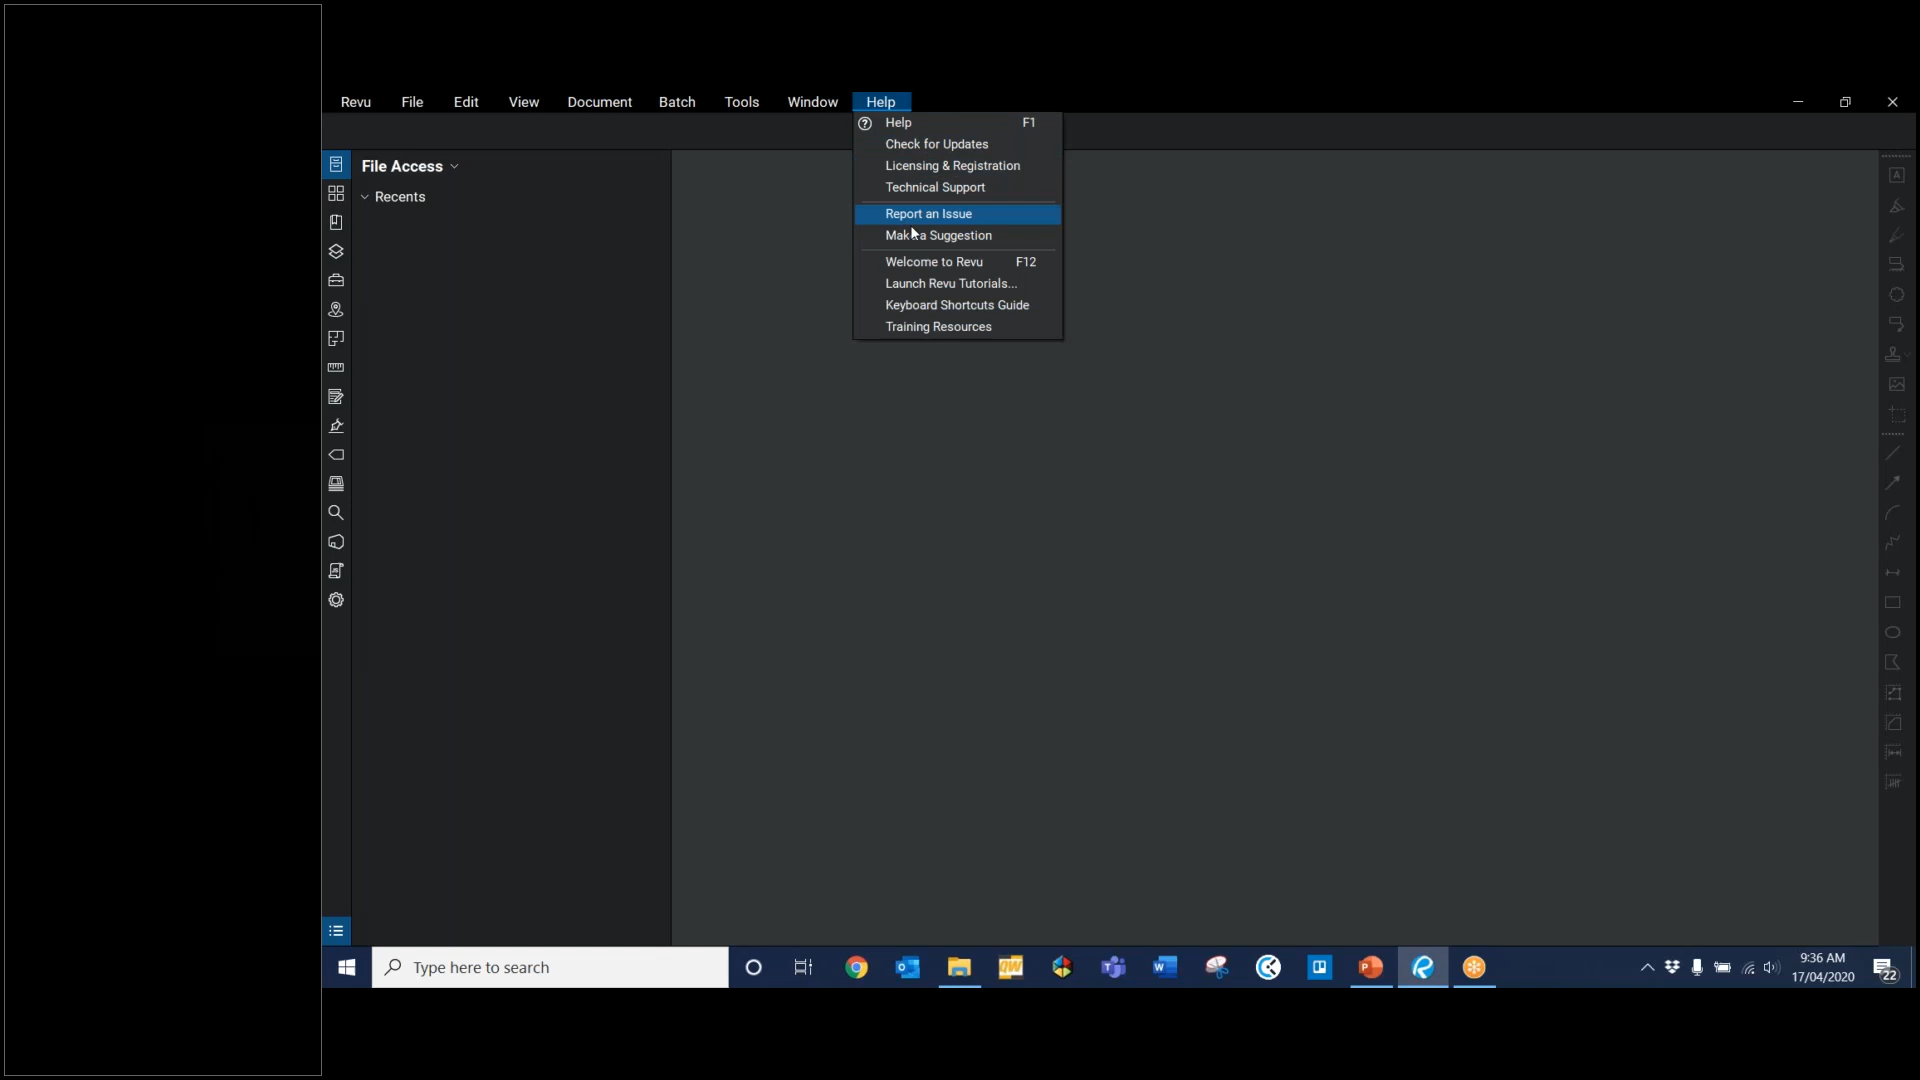 Revu File Edit View Document Batch Tools Window Help
Help F1
Check for Updates
Licensing & Registration
Technical Support
Report an Issue
Make a Suggestion
Welcome to Revu F12
Launch Revu Tutorials...
Keyboard Shortcuts Guide
Training Resources
File Access
Recents
Type here to search
9:36 AM
17/04/2020
22